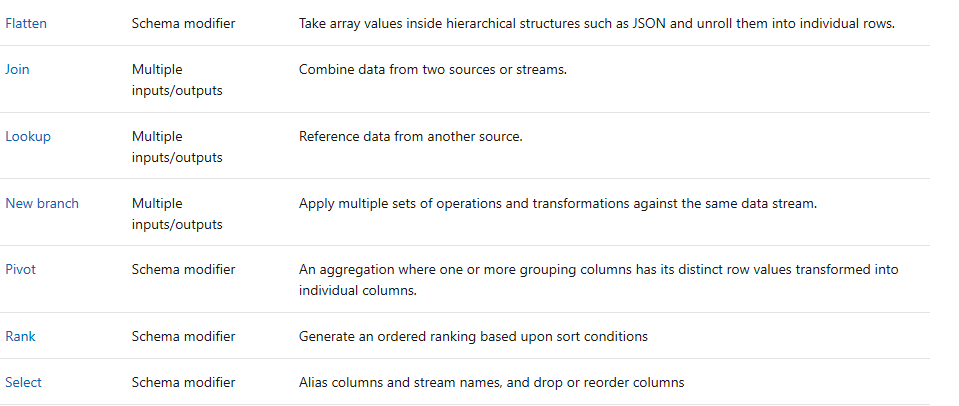 Flatten Schema modifier Take array values inside hierarchical structures such as JSON and unroll them into individual rows.
Join Multiple Combine data from two sources or streams.
inputs/outputs
Lookup Multiple Reference data from another source.
inputs/outputs
New branch Multiple Apply multiple sets of operations and transformations against the same data stream.
inputs/outputs
Pivot Schema modifier An aggregation where one or more grouping columns has its distinct row values transformed into
individual columns.
Rank Schema modifier Generate an ordered ranking based upon sort conditions
Select Schema modifier Alias columns and stream names, and drop or reorder columns